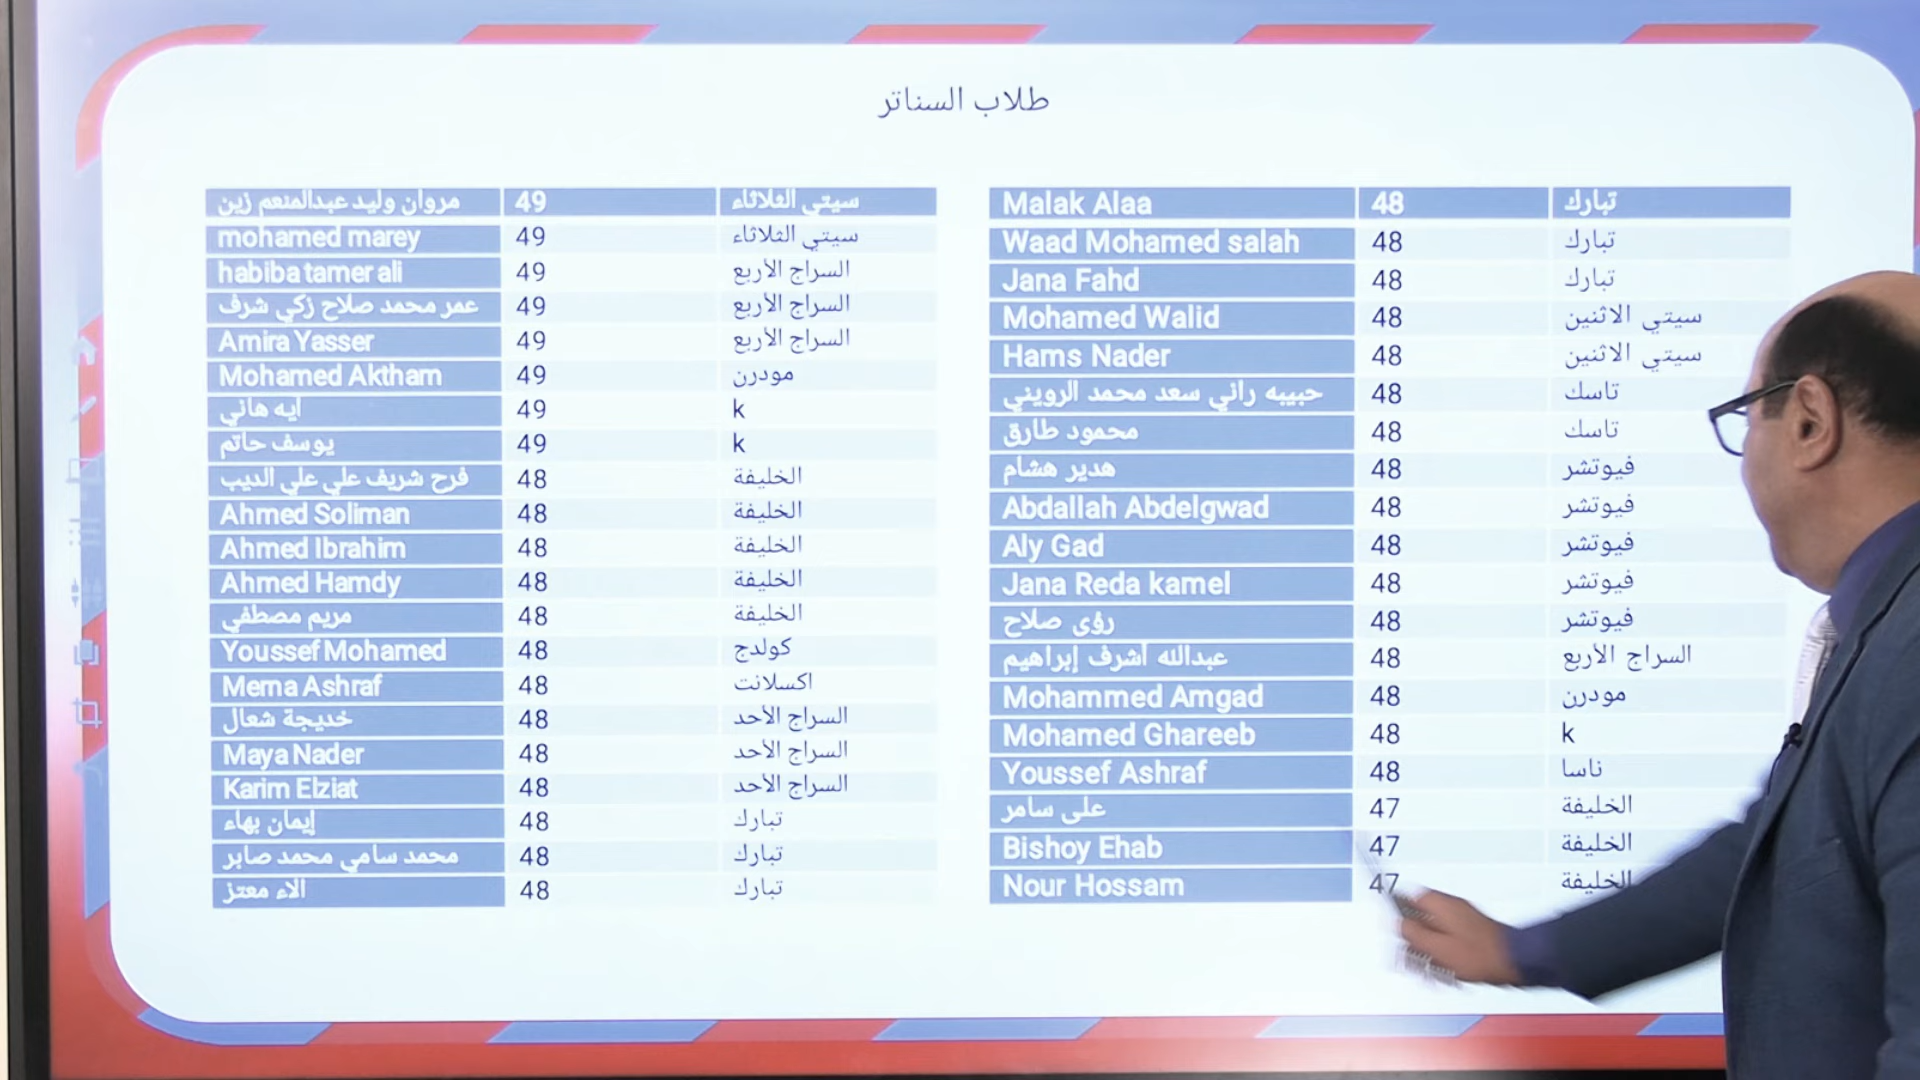 طلاب السناتر
مروان وليد عبدالمنعم زين 49 سيتي الثلاثاء
mohamed marey 49 سيتي الثلاثاء
habiba tamer ali 49 السراج الأربع
عمر محمد صلاح زكي شرف 49 السراج الأربع
Amira Yasser 49 السراج الأربع
Mohamed Aktham 49 مودرن
ايه هاني 49 k
يوسف حاتم 49 k
فرح شريف علي علي الديب 48 الخليفة
Ahmed Soliman 48 الخليفة
Ahmed Ibrahim 48 الخليفة
Ahmed Hamdy 48 الخليفة
مريم مصطفي 48 الخليفة
Youssef Mohamed 48 كولدج
Merna Ashraf 48 اكسلانت
خديجة شعال 48 السراج الأحد
Maya Nader 48 السراج الأحد
Karim Elziat 48 السراج الأحد
إيمان بهاء 48 تبارك
محمد سامي محمد صابر 48 تبارك
الاء معتز 48 تبارك
Malak Alaa 48 تبارك
Waad Mohamed salah 48 تبارك
Jana Fahd 48 تبارك
Mohamed Walid 48 سيتي الاثنين
Hams Nader 48 سيتي الاثنين
حبيبه راني سعد محمد الرويني 48 تاسك
محمود طارق 48 تاسك
هدير هشام 48 فيوتشر
Abdallah Abdelgwad 48 فيوتشر
Aly Gad 48 فيوتشر
Jana Reda kamel 48 فيوتشر
رؤى صلاح 48 فيوتشر
عبدالله أشرف إبراهيم 48 السراج الأربع
Mohammed Amgad 48 مودرن
Mohamed Ghareeb 48 k
Youssef Ashraf 48 ناسا
على سامر 47 الخليفة
Bishoy Ehab 47 الخليفة
Nour Hossam 47 الخليفة